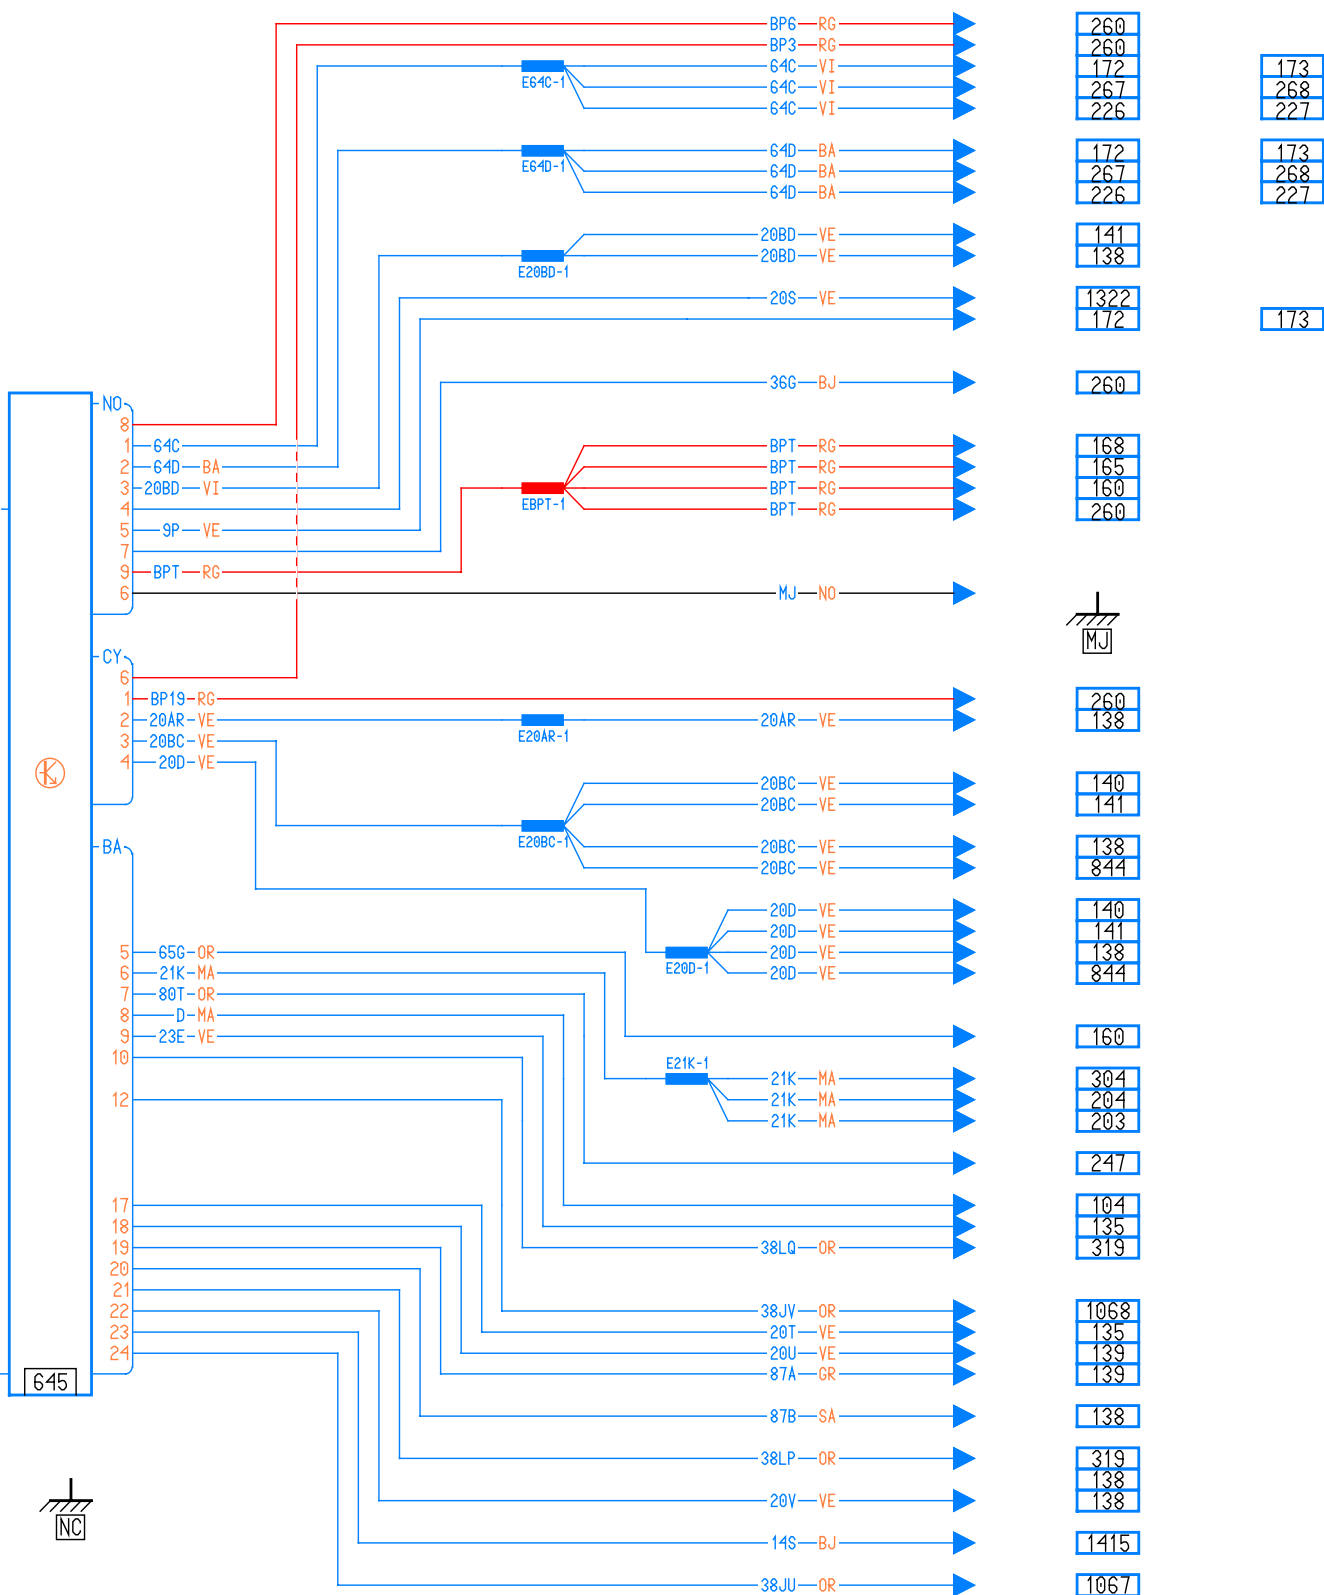 BP6 RG 260
BP3 RG 260
64C VI 172 173
E64C-1
64C VI 267 268
64C VI 226 227
64D BA 172 173
E64D-1
64D BA 267 268
64D BA 226 227
20BD VE 141
20BD VE 138
E20BD-1
20S VE 1322
172 173
36G BJ 260
NO
8
1 64C
BPT RG 168
2 64D BA
BPT RG 165
3 20BD VI
BPT RG 160
EBPT-1
4
BPT RG 260
5 9P VE
7
9 BPT RG
6
MJ NO
MJ
CY
6
1 BP19 RG 260
2 20AR VE
20AR VE 138
E20AR-1
3 20BC VE
4 20D VE
20BC VE 140
20BC VE 141
E20BC-1
BA
20BC VE 138
20BC VE 844
20D VE 140
20D VE 141
5 65G OR
20D VE 138
E20D-1
6 21K MA
20D VE 844
7 80T OR
8 D MA
9 23E VE
160
10
E21K-1
21K MA 304
12
21K MA 204
21K MA 203
247
17
104
18
135
19
38LQ OR 319
20
21
22
38JV OR 1068
23
20T VE 135
24
20U VE 139
87A GR 139
645
87B SA 138
38LP OR 319
138
20V VE 138
NC
14S BJ 1415
38JU OR 1067